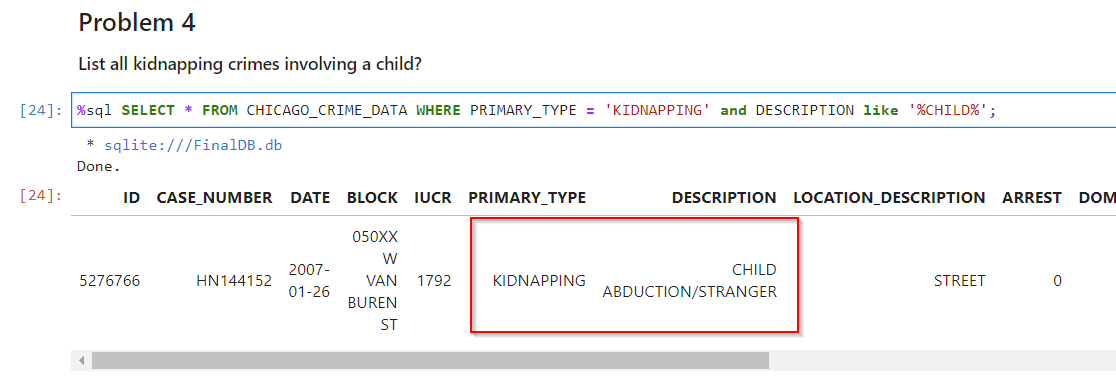 Problem 4
List all kidnapping crimes involving a child?
[24]: %sql SELECT * FROM CHICAGO_CRIME_DATA WHERE PRIMARY_TYPE = 'KIDNAPPING' and DESCRIPTION like '%CHILD%';
* sqlite:///FinalDB.db
Done.
[24]: ID CASE_NUMBER DATE BLOCK IUCR PRIMARY_TYPE DESCRIPTION LOCATION_DESCRIPTION ARREST DOM
5276766 HN144152 2007-
01-26 050XX
W
VAN
BUREN
ST 1792 KIDNAPPING CHILD
ABDUCTION/STRANGER STREET 0